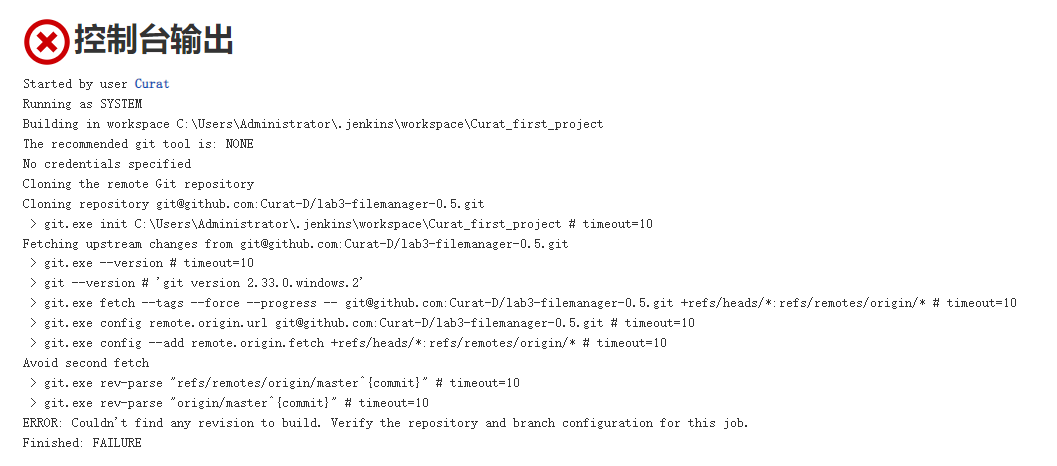 控制台输出
Started by user Curat
Running as SYSTEM
Building in workspace C:\Users\Administrator\.jenkins\workspace\Curat_first_project
The recommended git tool is: NONE
No credentials specified
Cloning the remote Git repository
Cloning repository git@github.com:Curat-D/lab3-filemanager-0.5.git
 > git.exe init C:\Users\Administrator\.jenkins\workspace\Curat_first_project # timeout=10
Fetching upstream changes from git@github.com:Curat-D/lab3-filemanager-0.5.git
 > git.exe --version # timeout=10
 > git --version # 'git version 2.33.0.windows.2'
 > git.exe fetch --tags --force --progress -- git@github.com:Curat-D/lab3-filemanager-0.5.git +refs/heads/*:refs/remotes/origin/* # timeout=10
 > git.exe config remote.origin.url git@github.com:Curat-D/lab3-filemanager-0.5.git # timeout=10
 > git.exe config --add remote.origin.fetch +refs/heads/*:refs/remotes/origin/* # timeout=10
Avoid second fetch
 > git.exe rev-parse "refs/remotes/origin/master^{commit}" # timeout=10
 > git.exe rev-parse "origin/master^{commit}" # timeout=10
ERROR: Couldn't find any revision to build. Verify the repository and branch configuration for this job.
Finished: FAILURE